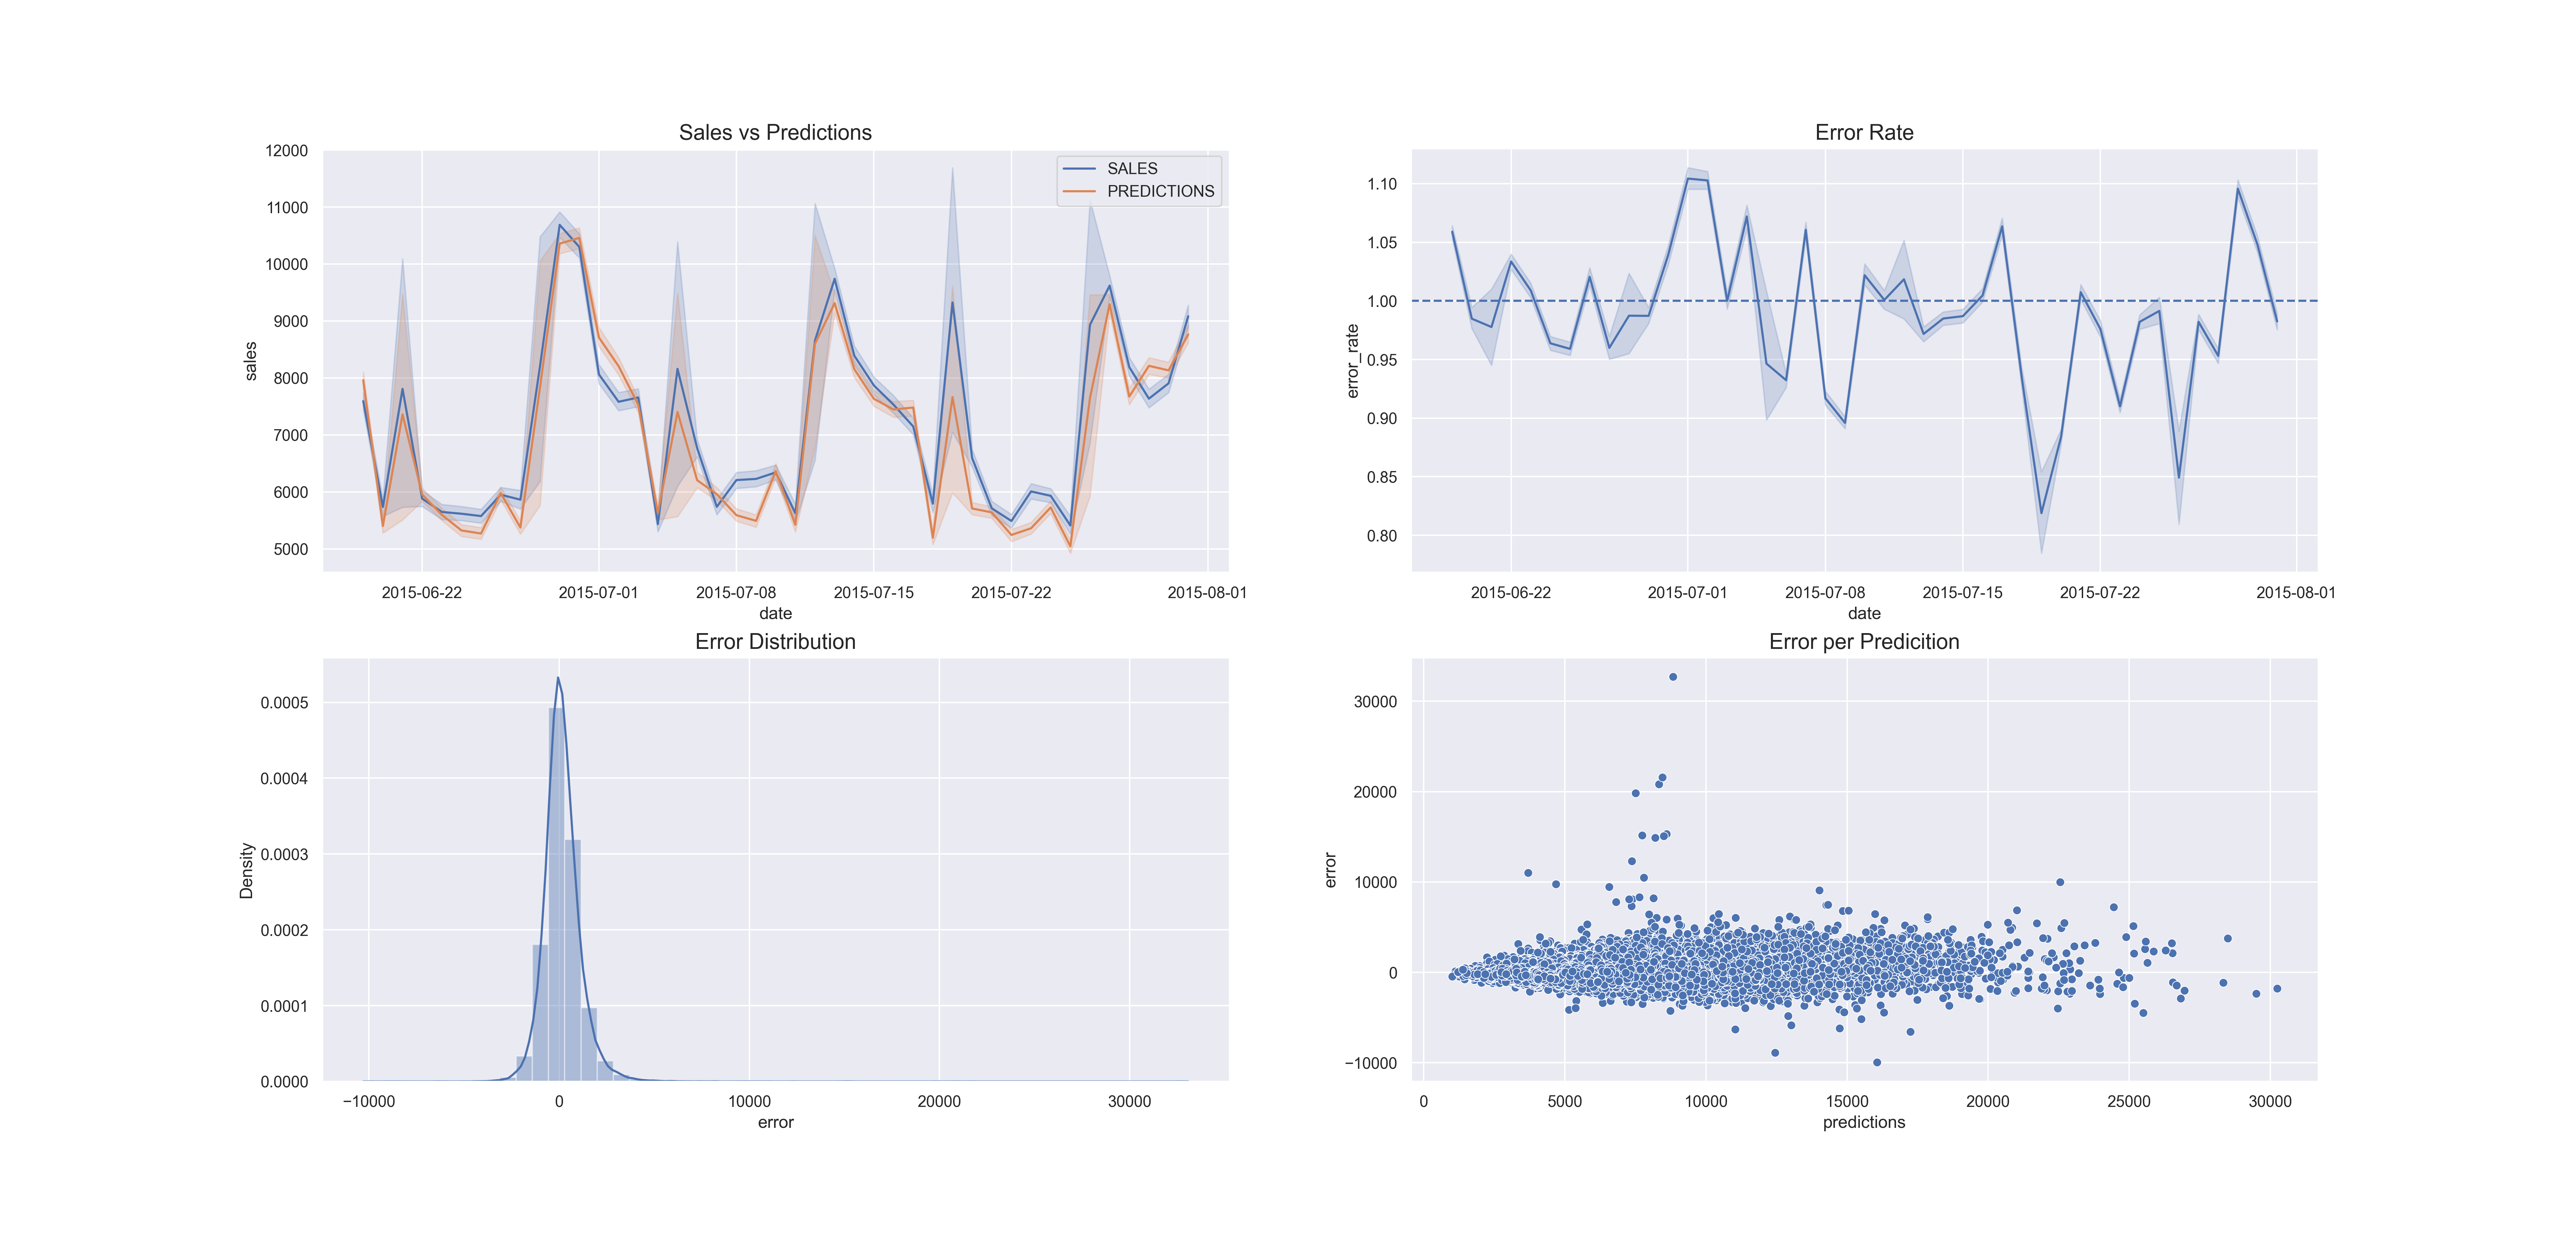 Sales vs Predictions
12000
11000
10000
9000
8000
7000
6000
5000
sales
SALES
PREDICTIONS
2015-06-22 2015-07-01 2015-07-08 2015-07-15 2015-07-22 2015-08-01
date
Error Rate
1.10
1.05
1.00
0.95
0.90
0.85
0.80
error_rate
2015-06-22 2015-07-01 2015-07-08 2015-07-15 2015-07-22 2015-08-01
date
Error Distribution
0.0005
0.0004
0.0003
0.0002
0.0001
0.0000
Density
−10000 0 10000 20000 30000
error
Error per Predicition
30000
20000
10000
0
−10000
error
0 5000 10000 15000 20000 25000 30000
predictions